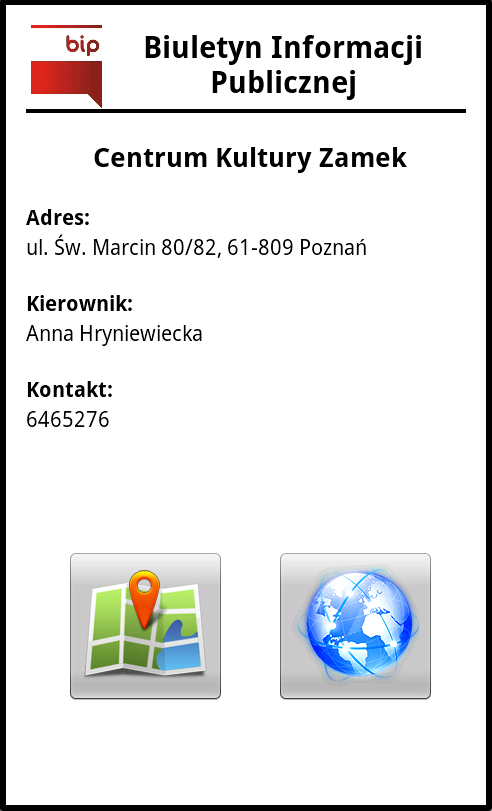 bip
Biuletyn Informacji
Publicznej
Centrum Kultury Zamek
Adres:
ul. Św. Marcin 80/82, 61-809 Poznań
Kierownik:
Anna Hryniewiecka
Kontakt:
6465276